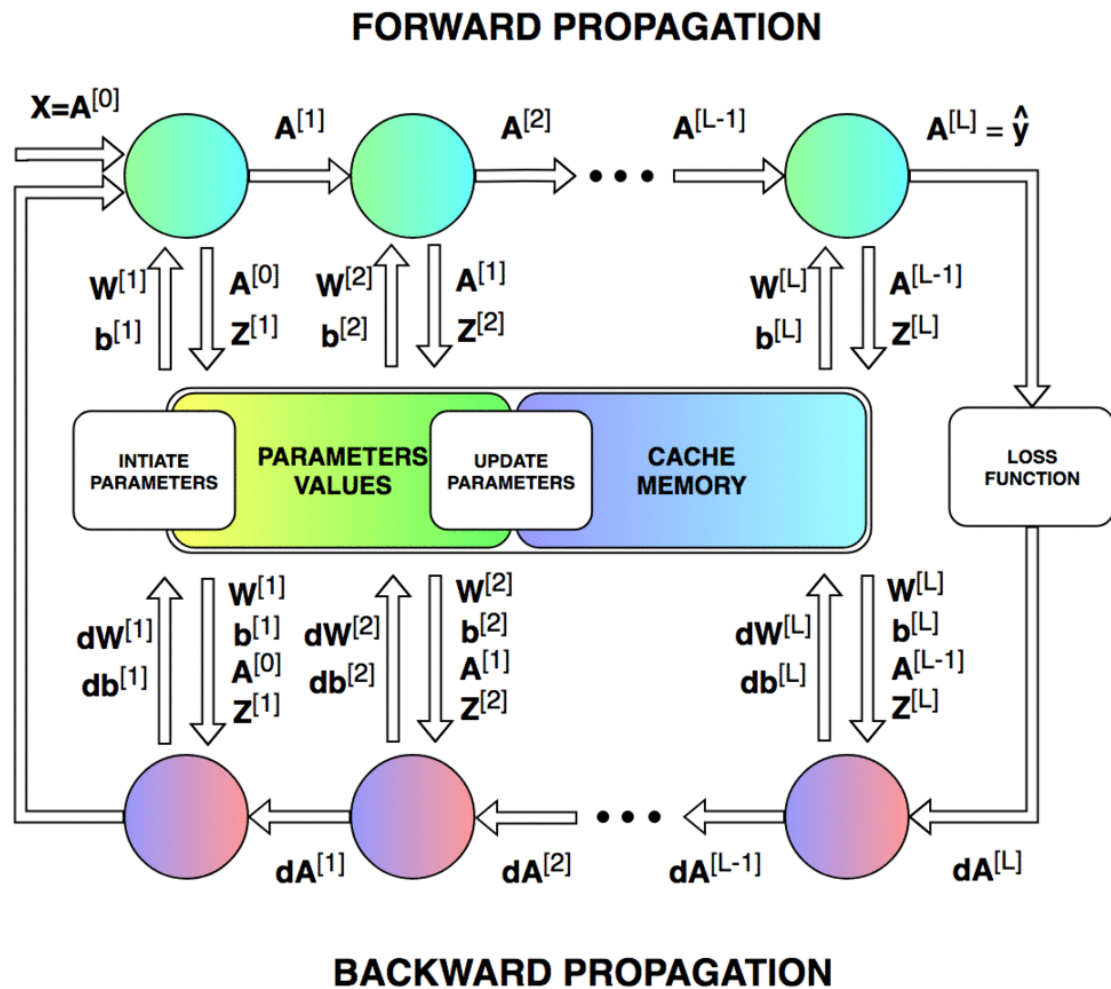 FORWARD PROPAGATION
X=A[0]
A[1]
A[2]
A[L-1]
A[L] = ŷ
W[1]
b[1]
A[0]
Z[1]
W[2]
b[2]
A[1]
Z[2]
W[L]
b[L]
A[L-1]
Z[L]
INTIATE
PARAMETERS
PARAMETERS
VALUES
UPDATE
PARAMETERS
CACHE
MEMORY
LOSS
FUNCTION
dW[1]
db[1]
W[1]
b[1]
A[0]
Z[1]
dW[2]
db[2]
W[2]
b[2]
A[1]
Z[2]
dW[L]
db[L]
W[L]
b[L]
A[L-1]
Z[L]
dA[1]
dA[2]
dA[L-1]
dA[L]
BACKWARD PROPAGATION